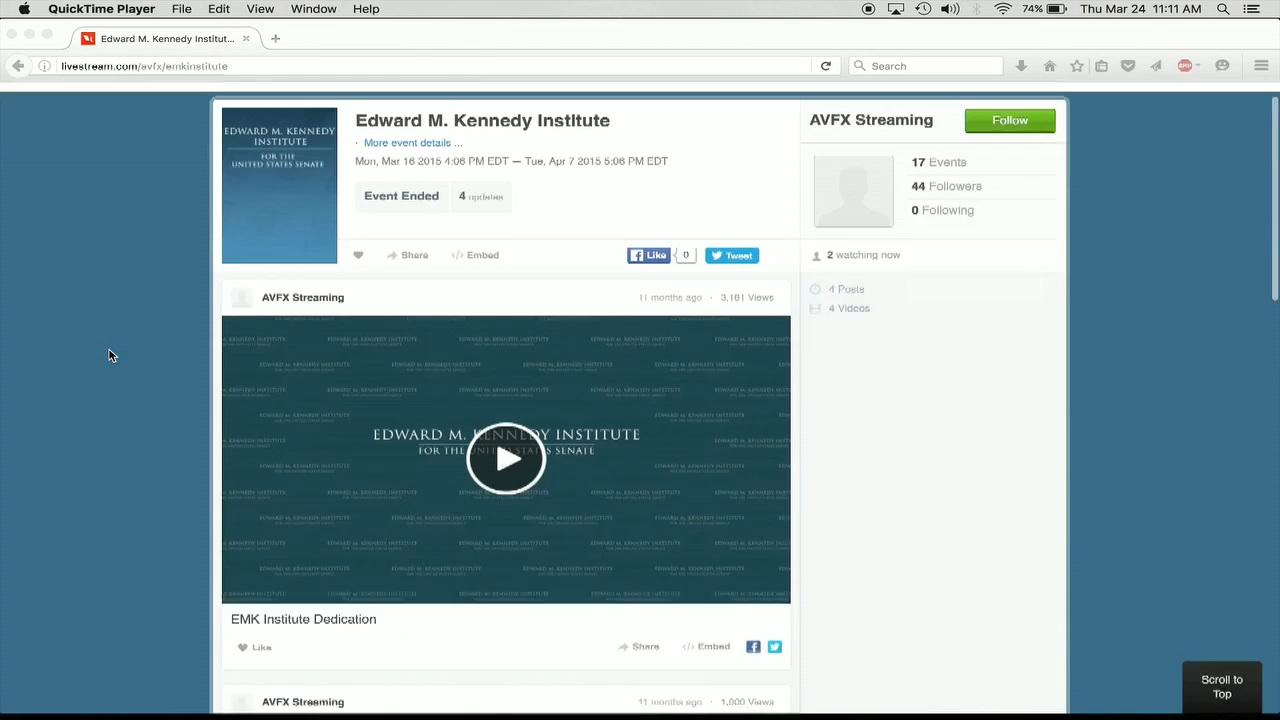 QuickTime Player File Edit View Window Help 74% Thu Mar 24 11:11 AM
Edward M. Kennedy Institut...
livestream.com/avfx/emkinstitute
Search
EDWARD M. KENNEDY
INSTITUTE
FOR THE
UNITED STATES SENATE
Edward M. Kennedy Institute
· More event details ...
Mon, Mar 16 2015 4:06 PM EDT — Tue, Apr 7 2015 5:06 PM EDT
Event Ended 4 updates
Share Embed Like 0 Tweet
AVFX Streaming Follow
17 Events
44 Followers
0 Following
2 watching now
4 Posts
4 Videos
AVFX Streaming 11 months ago · 3,181 Views
EDWARD M. KENNEDY INSTITUTE
FOR THE UNITED STATES SENATE
EMK Institute Dedication
Like Share Embed
AVFX Streaming 11 months ago · 1,000 Views
Scroll to
Top